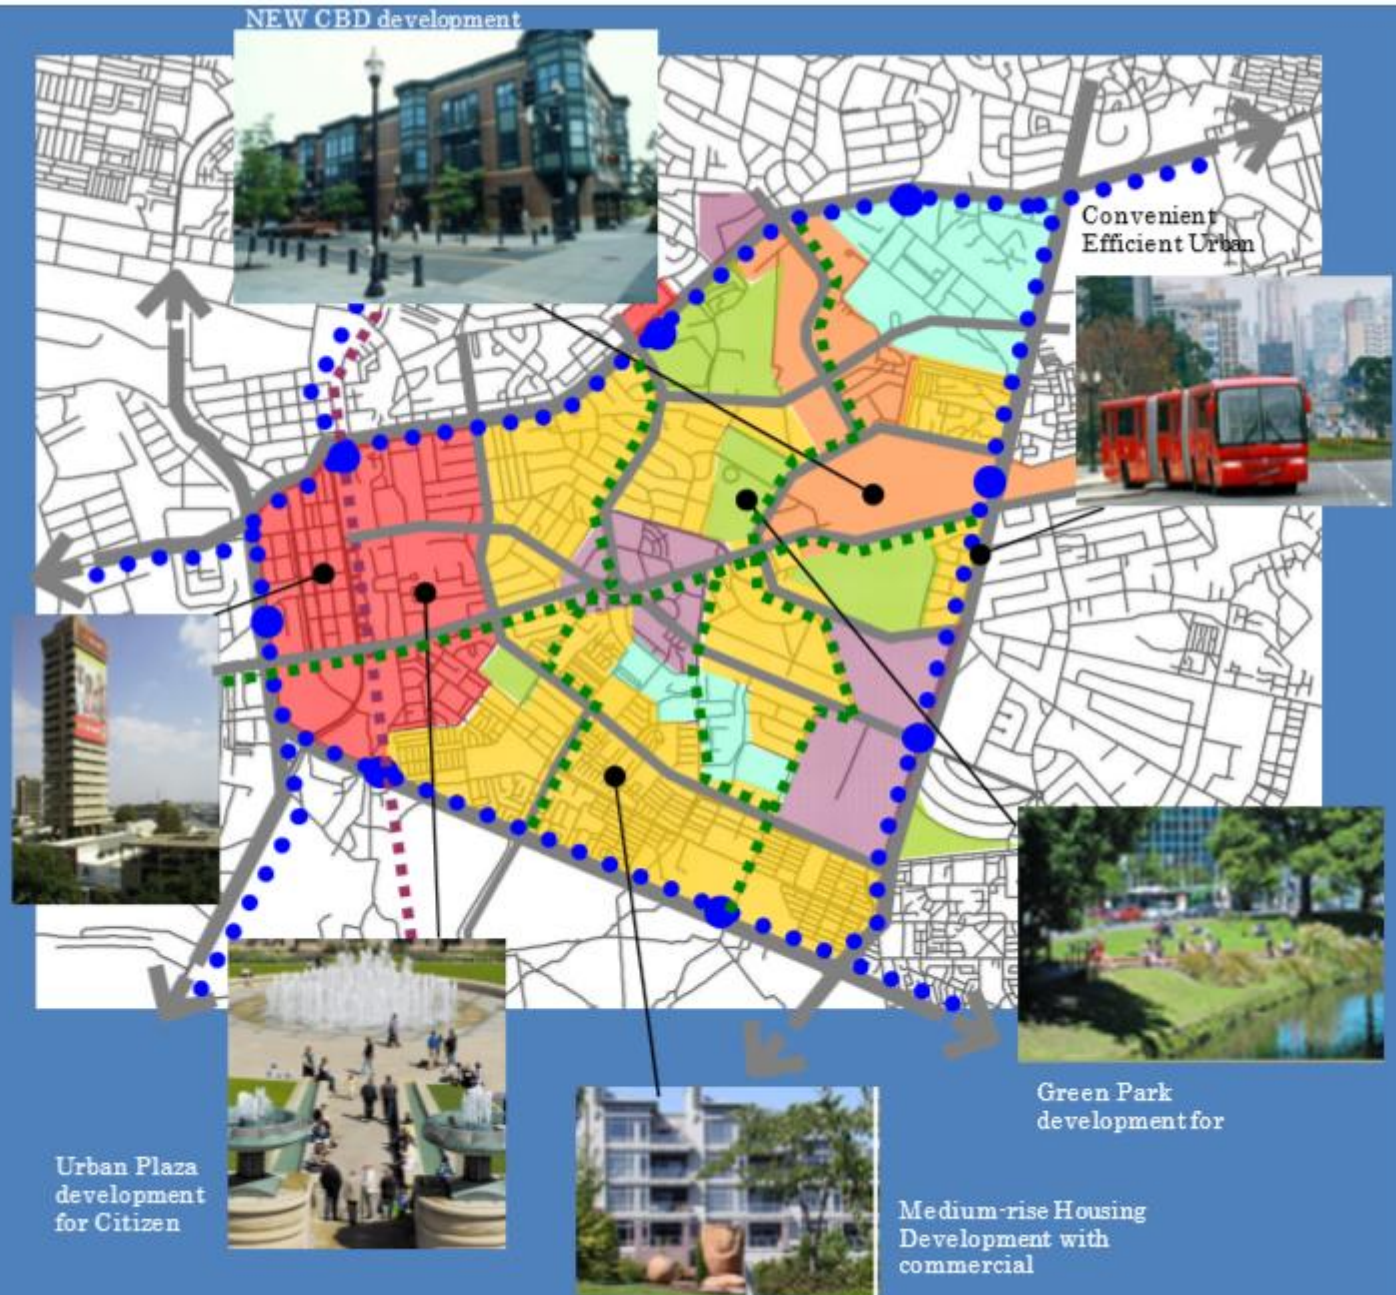 NEW CBD development
Convenient
Efficient Urban
Green Park
development for
Urban Plaza
development
for Citizen
Medium-rise Housing
Development with
commercial